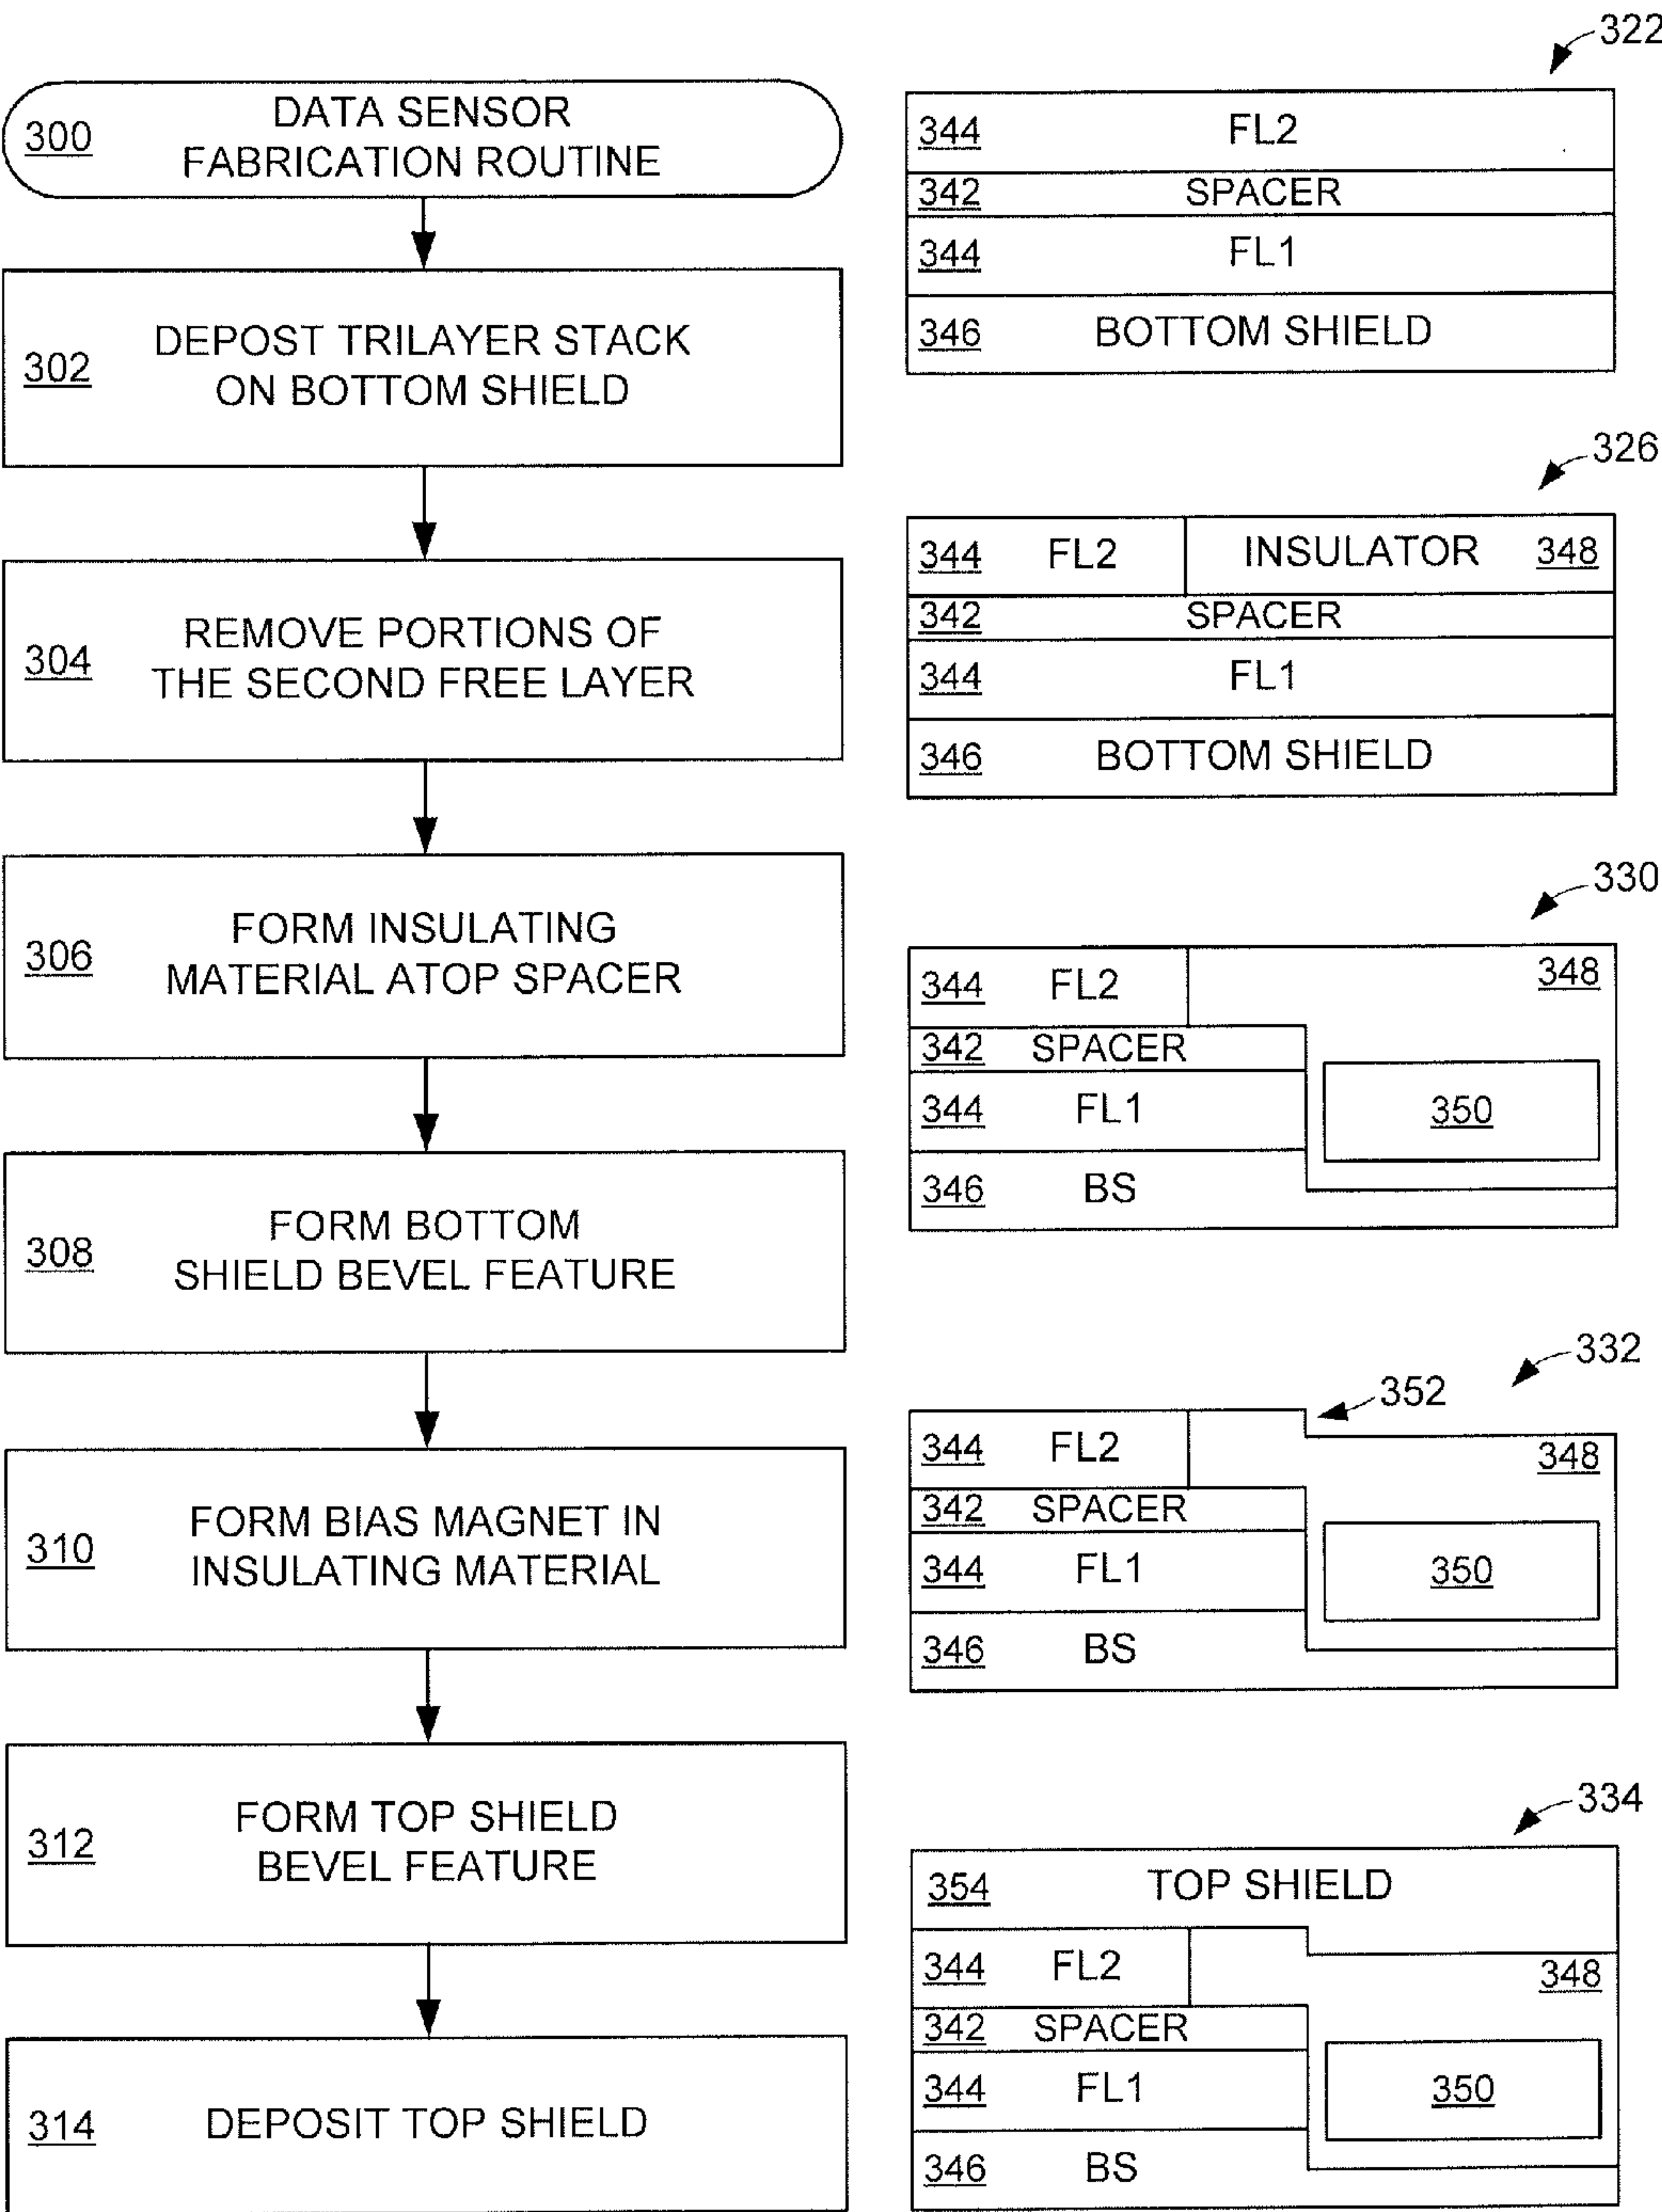 300
DATA SENSOR
FABRICATION ROUTINE
302
DEPOST TRILAYER STACK
ON BOTTOM SHIELD
304
REMOVE PORTIONS OF
THE SECOND FREE LAYER
306
FORM INSULATING
MATERIAL ATOP SPACER
308
FORM BOTTOM
SHIELD BEVEL FEATURE
310
FORM BIAS MAGNET IN
INSULATING MATERIAL
312
FORM TOP SHIELD
BEVEL FEATURE
314
DEPOSIT TOP SHIELD
322
344 FL2
342 SPACER
344 FL1
346 BOTTOM SHIELD
326
344 FL2 INSULATOR 348
342 SPACER
344 FL1
346 BOTTOM SHIELD
330
344 FL2 348
342 SPACER
344 FL1 350
346 BS
332
352
344 FL2 348
342 SPACER
344 FL1 350
346 BS
334
354 TOP SHIELD
344 FL2 348
342 SPACER
344 FL1 350
346 BS